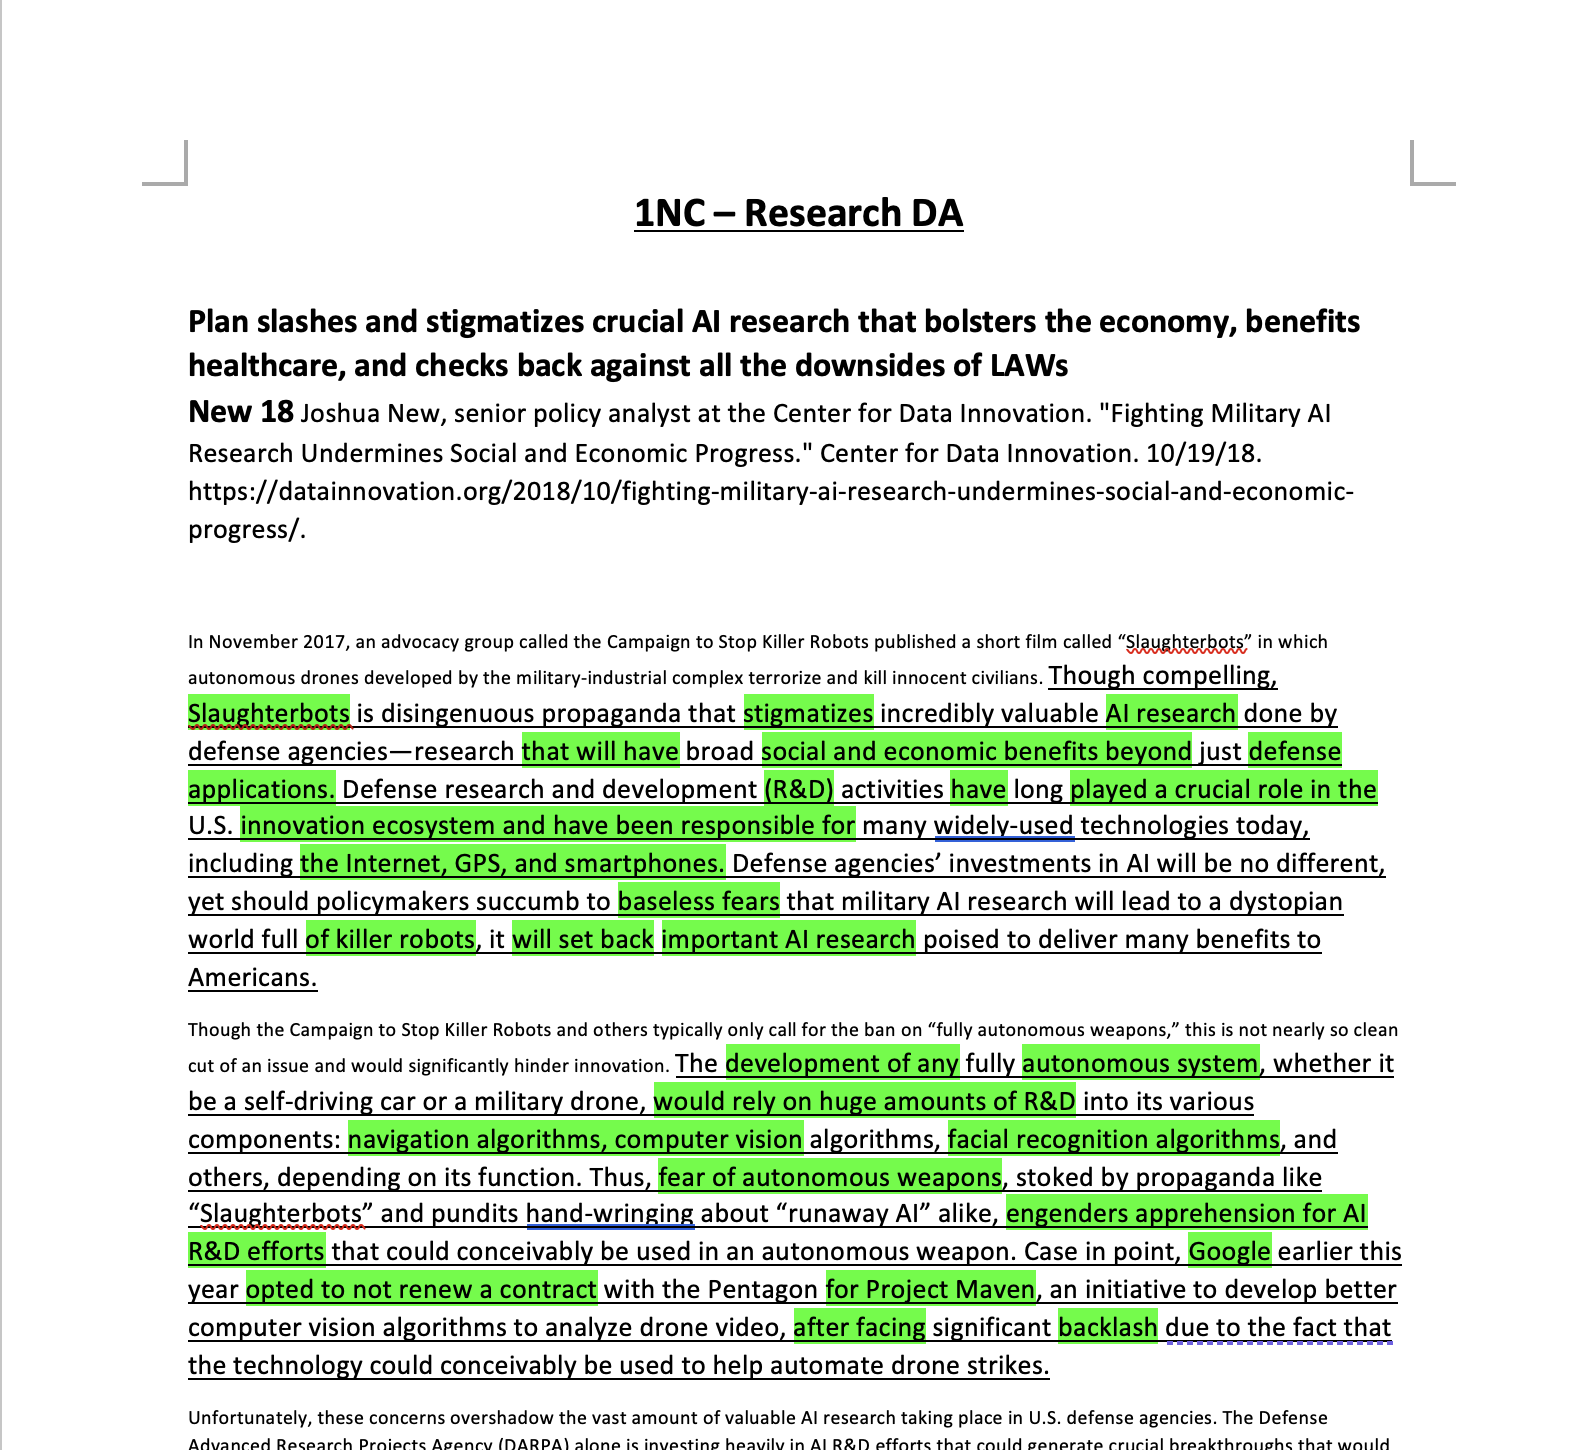 1NC – Research DA
Plan slashes and stigmatizes crucial AI research that bolsters the economy, benefits
healthcare, and checks back against all the downsides of LAWs
New 18 Joshua New, senior policy analyst at the Center for Data Innovation. "Fighting Military AI
Research Undermines Social and Economic Progress." Center for Data Innovation. 10/19/18.
https://datainnovation.org/2018/10/fighting-military-ai-research-undermines-social-and-economic-
progress/.
In November 2017, an advocacy group called the Campaign to Stop Killer Robots published a short film called “Slaughterbots” in which
autonomous drones developed by the military-industrial complex terrorize and kill innocent civilians. Though compelling,
Slaughterbots is disingenuous propaganda that stigmatizes incredibly valuable AI research done by
defense agencies—research that will have broad social and economic benefits beyond just defense
applications. Defense research and development (R&D) activities have long played a crucial role in the
U.S. innovation ecosystem and have been responsible for many widely-used technologies today,
including the Internet, GPS, and smartphones. Defense agencies’ investments in AI will be no different,
yet should policymakers succumb to baseless fears that military AI research will lead to a dystopian
world full of killer robots, it will set back important AI research poised to deliver many benefits to
Americans.
Though the Campaign to Stop Killer Robots and others typically only call for the ban on “fully autonomous weapons,” this is not nearly so clean
cut of an issue and would significantly hinder innovation. The development of any fully autonomous system, whether it
be a self-driving car or a military drone, would rely on huge amounts of R&D into its various
components: navigation algorithms, computer vision algorithms, facial recognition algorithms, and
others, depending on its function. Thus, fear of autonomous weapons, stoked by propaganda like
“Slaughterbots” and pundits hand-wringing about “runaway AI” alike, engenders apprehension for AI
R&D efforts that could conceivably be used in an autonomous weapon. Case in point, Google earlier this
year opted to not renew a contract with the Pentagon for Project Maven, an initiative to develop better
computer vision algorithms to analyze drone video, after facing significant backlash due to the fact that
the technology could conceivably be used to help automate drone strikes.
Unfortunately, these concerns overshadow the vast amount of valuable AI research taking place in U.S. defense agencies. The Defense
Advanced Research Projects Agency (DARPA) alone is investing heavily in AI R&D efforts that could generate crucial breakthroughs that would